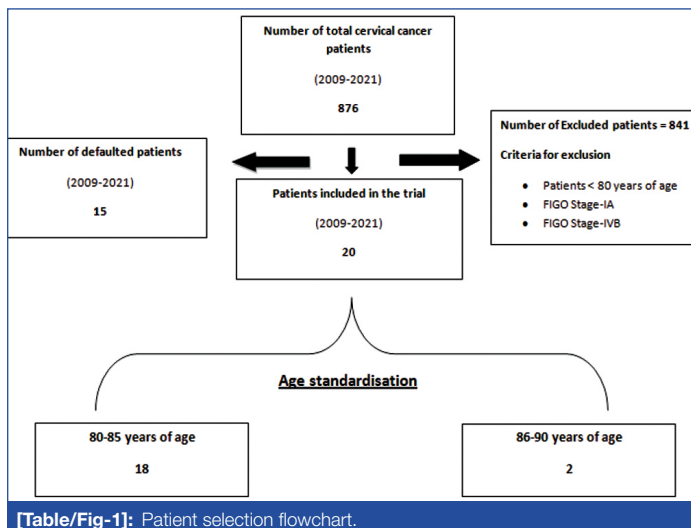 Number of total cervical cancer
patients
(2009-2021)
876
Number of defaulted patients
(2009-2021)
15
Patients included in the trial
(2009-2021)
20
Number of Excluded patients = 841
Criteria for exclusion
• Patients < 80 years of age
• FIGO Stage-IA
• FIGO Stage-IVB
Age standardisation
80-85 years of age
18
86-90 years of age
2
[Table/Fig-1]: Patient selection flowchart.